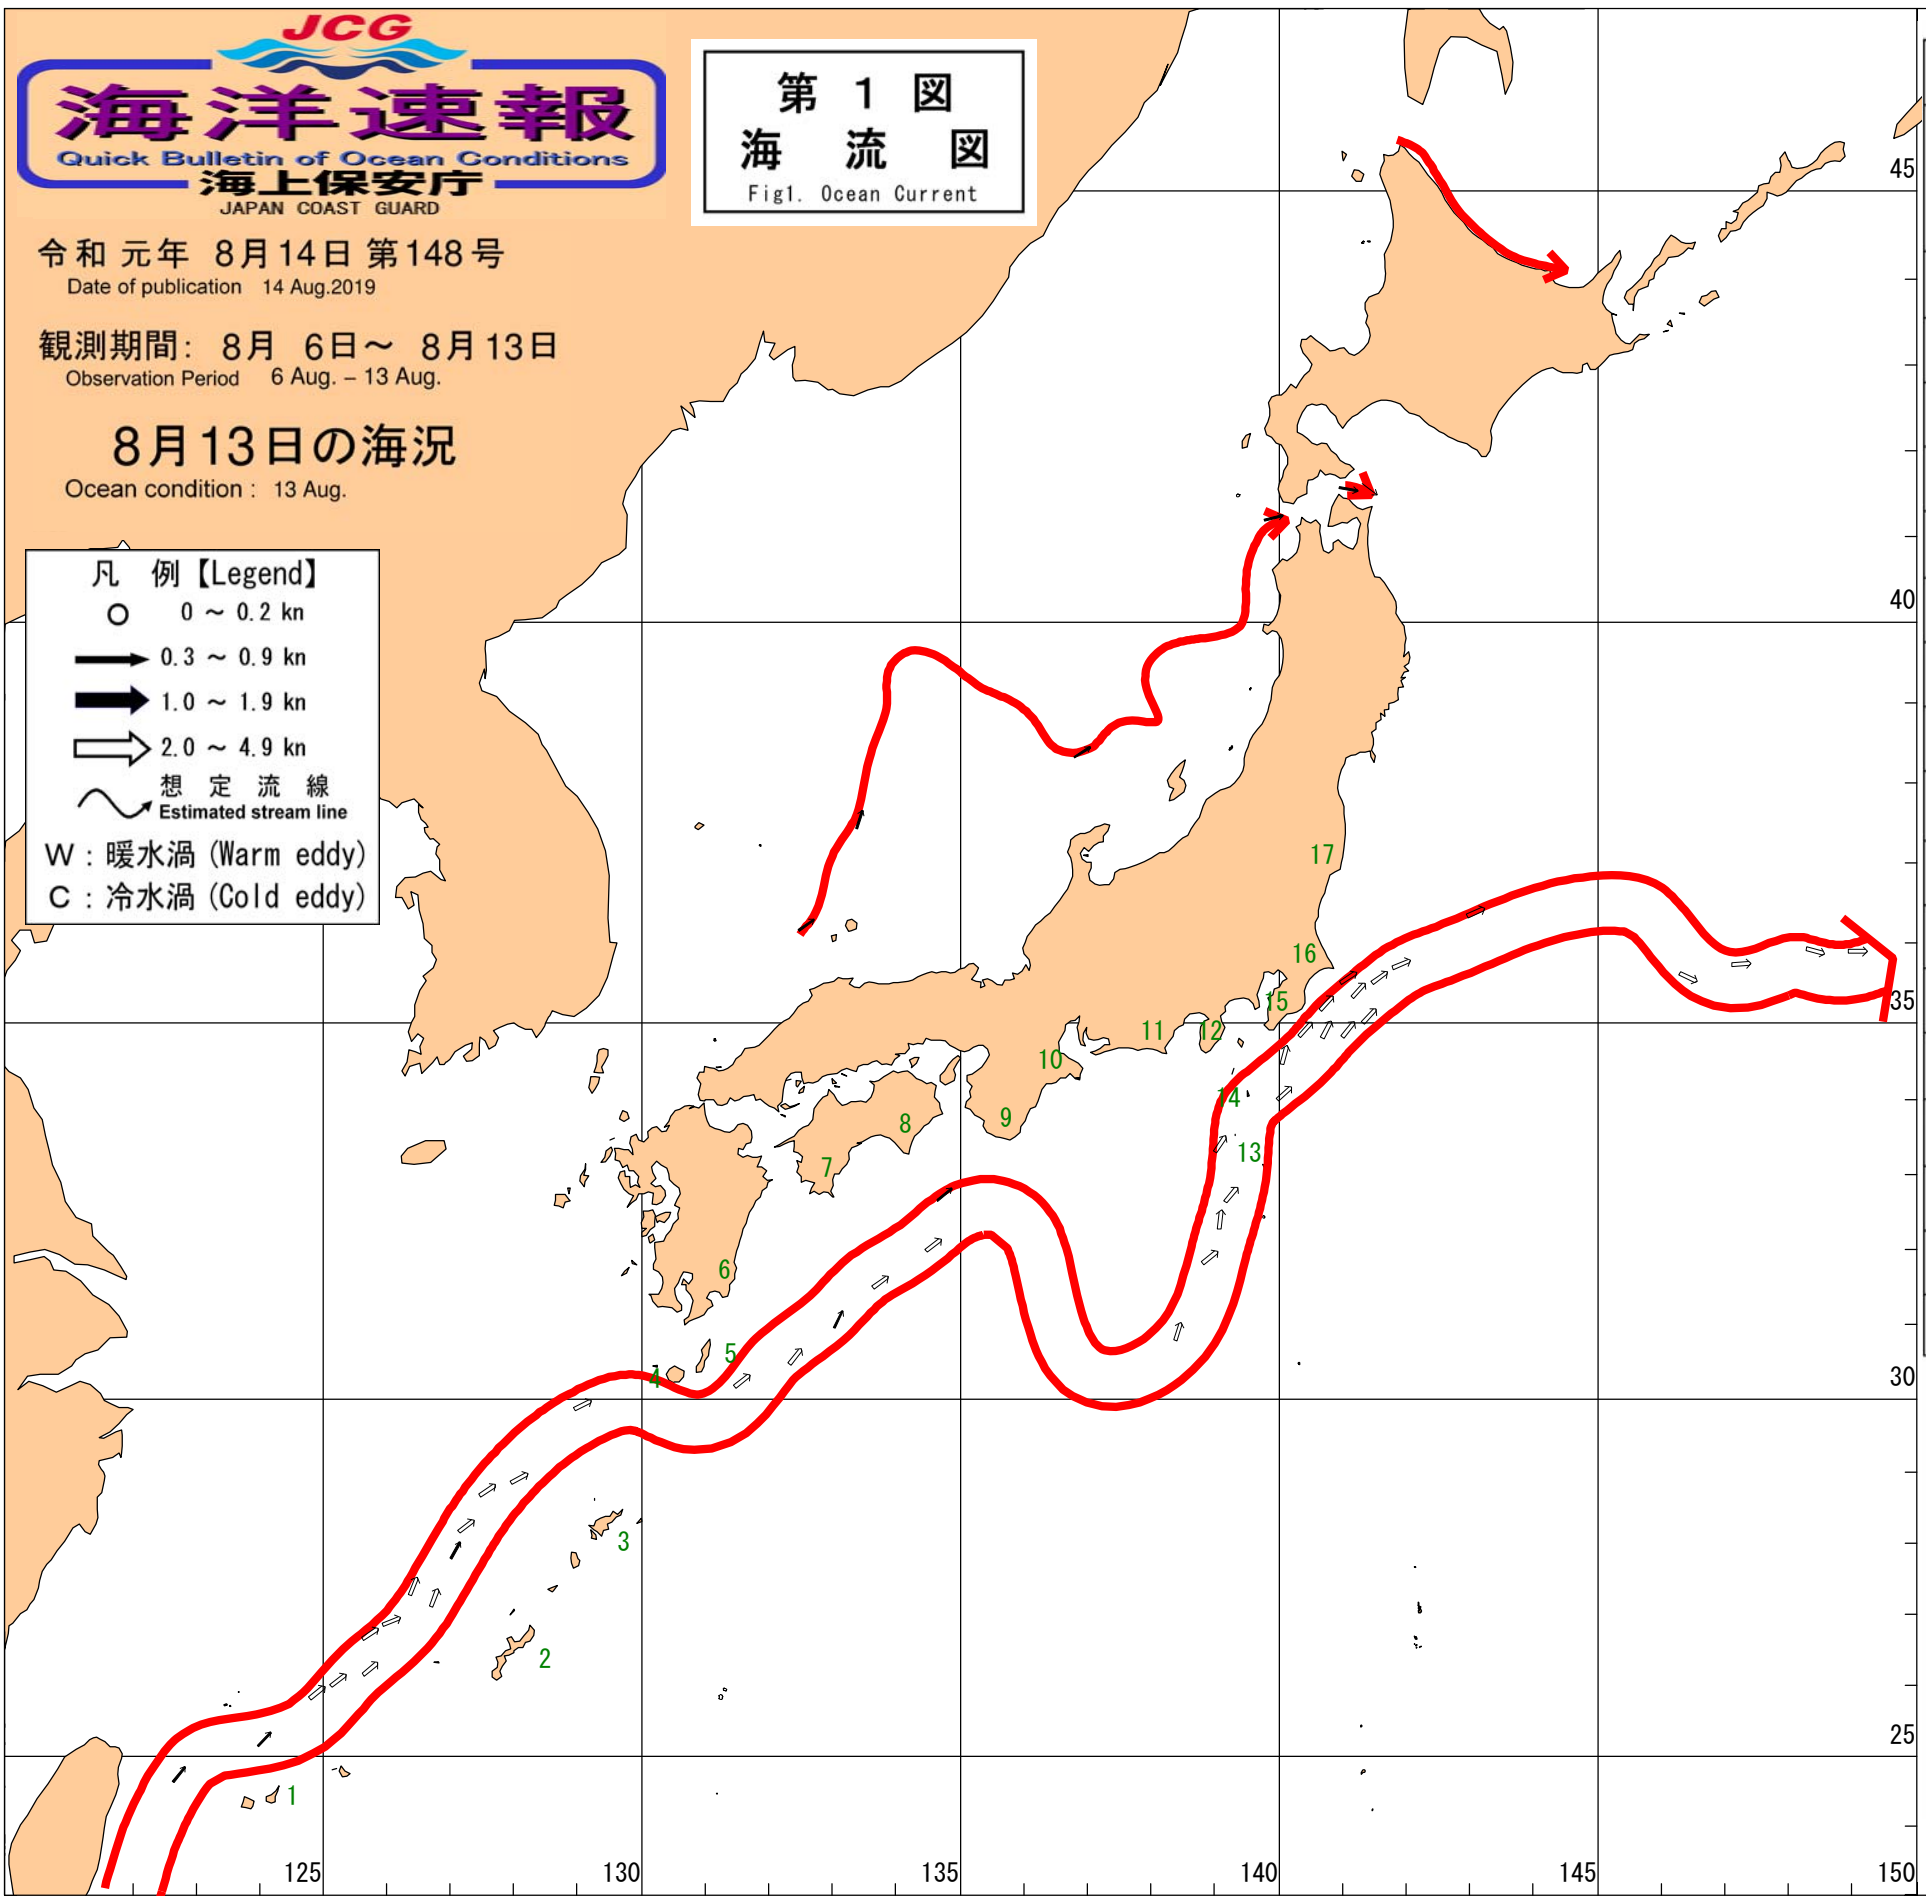 JCG
海洋速報
Quick Bulletin of Ocean Conditions
海上保安庁
JAPAN COAST GUARD
第 1 図
海 流 図
Fig1. Ocean Current
令和 元年 8月14日 第148号
Date of publication 14 Aug.2019
観測期間: 8月 6日～ 8月13日
Observation Period 6 Aug. – 13 Aug.
8月13日の海況
Ocean condition : 13 Aug.
凡 例【Legend】
0 ～ 0.2 kn
0.3 ～ 0.9 kn
1.0 ～ 1.9 kn
2.0 ～ 4.9 kn
想 定 流 線
Estimated stream line
W : 暖水渦 (Warm eddy)
C : 冷水渦 (Cold eddy)
45
40
35
30
25
17
16
15
11
12
10
14
9
8
13
7
6
5
4
3
2
1
125
130
135
140
145
150